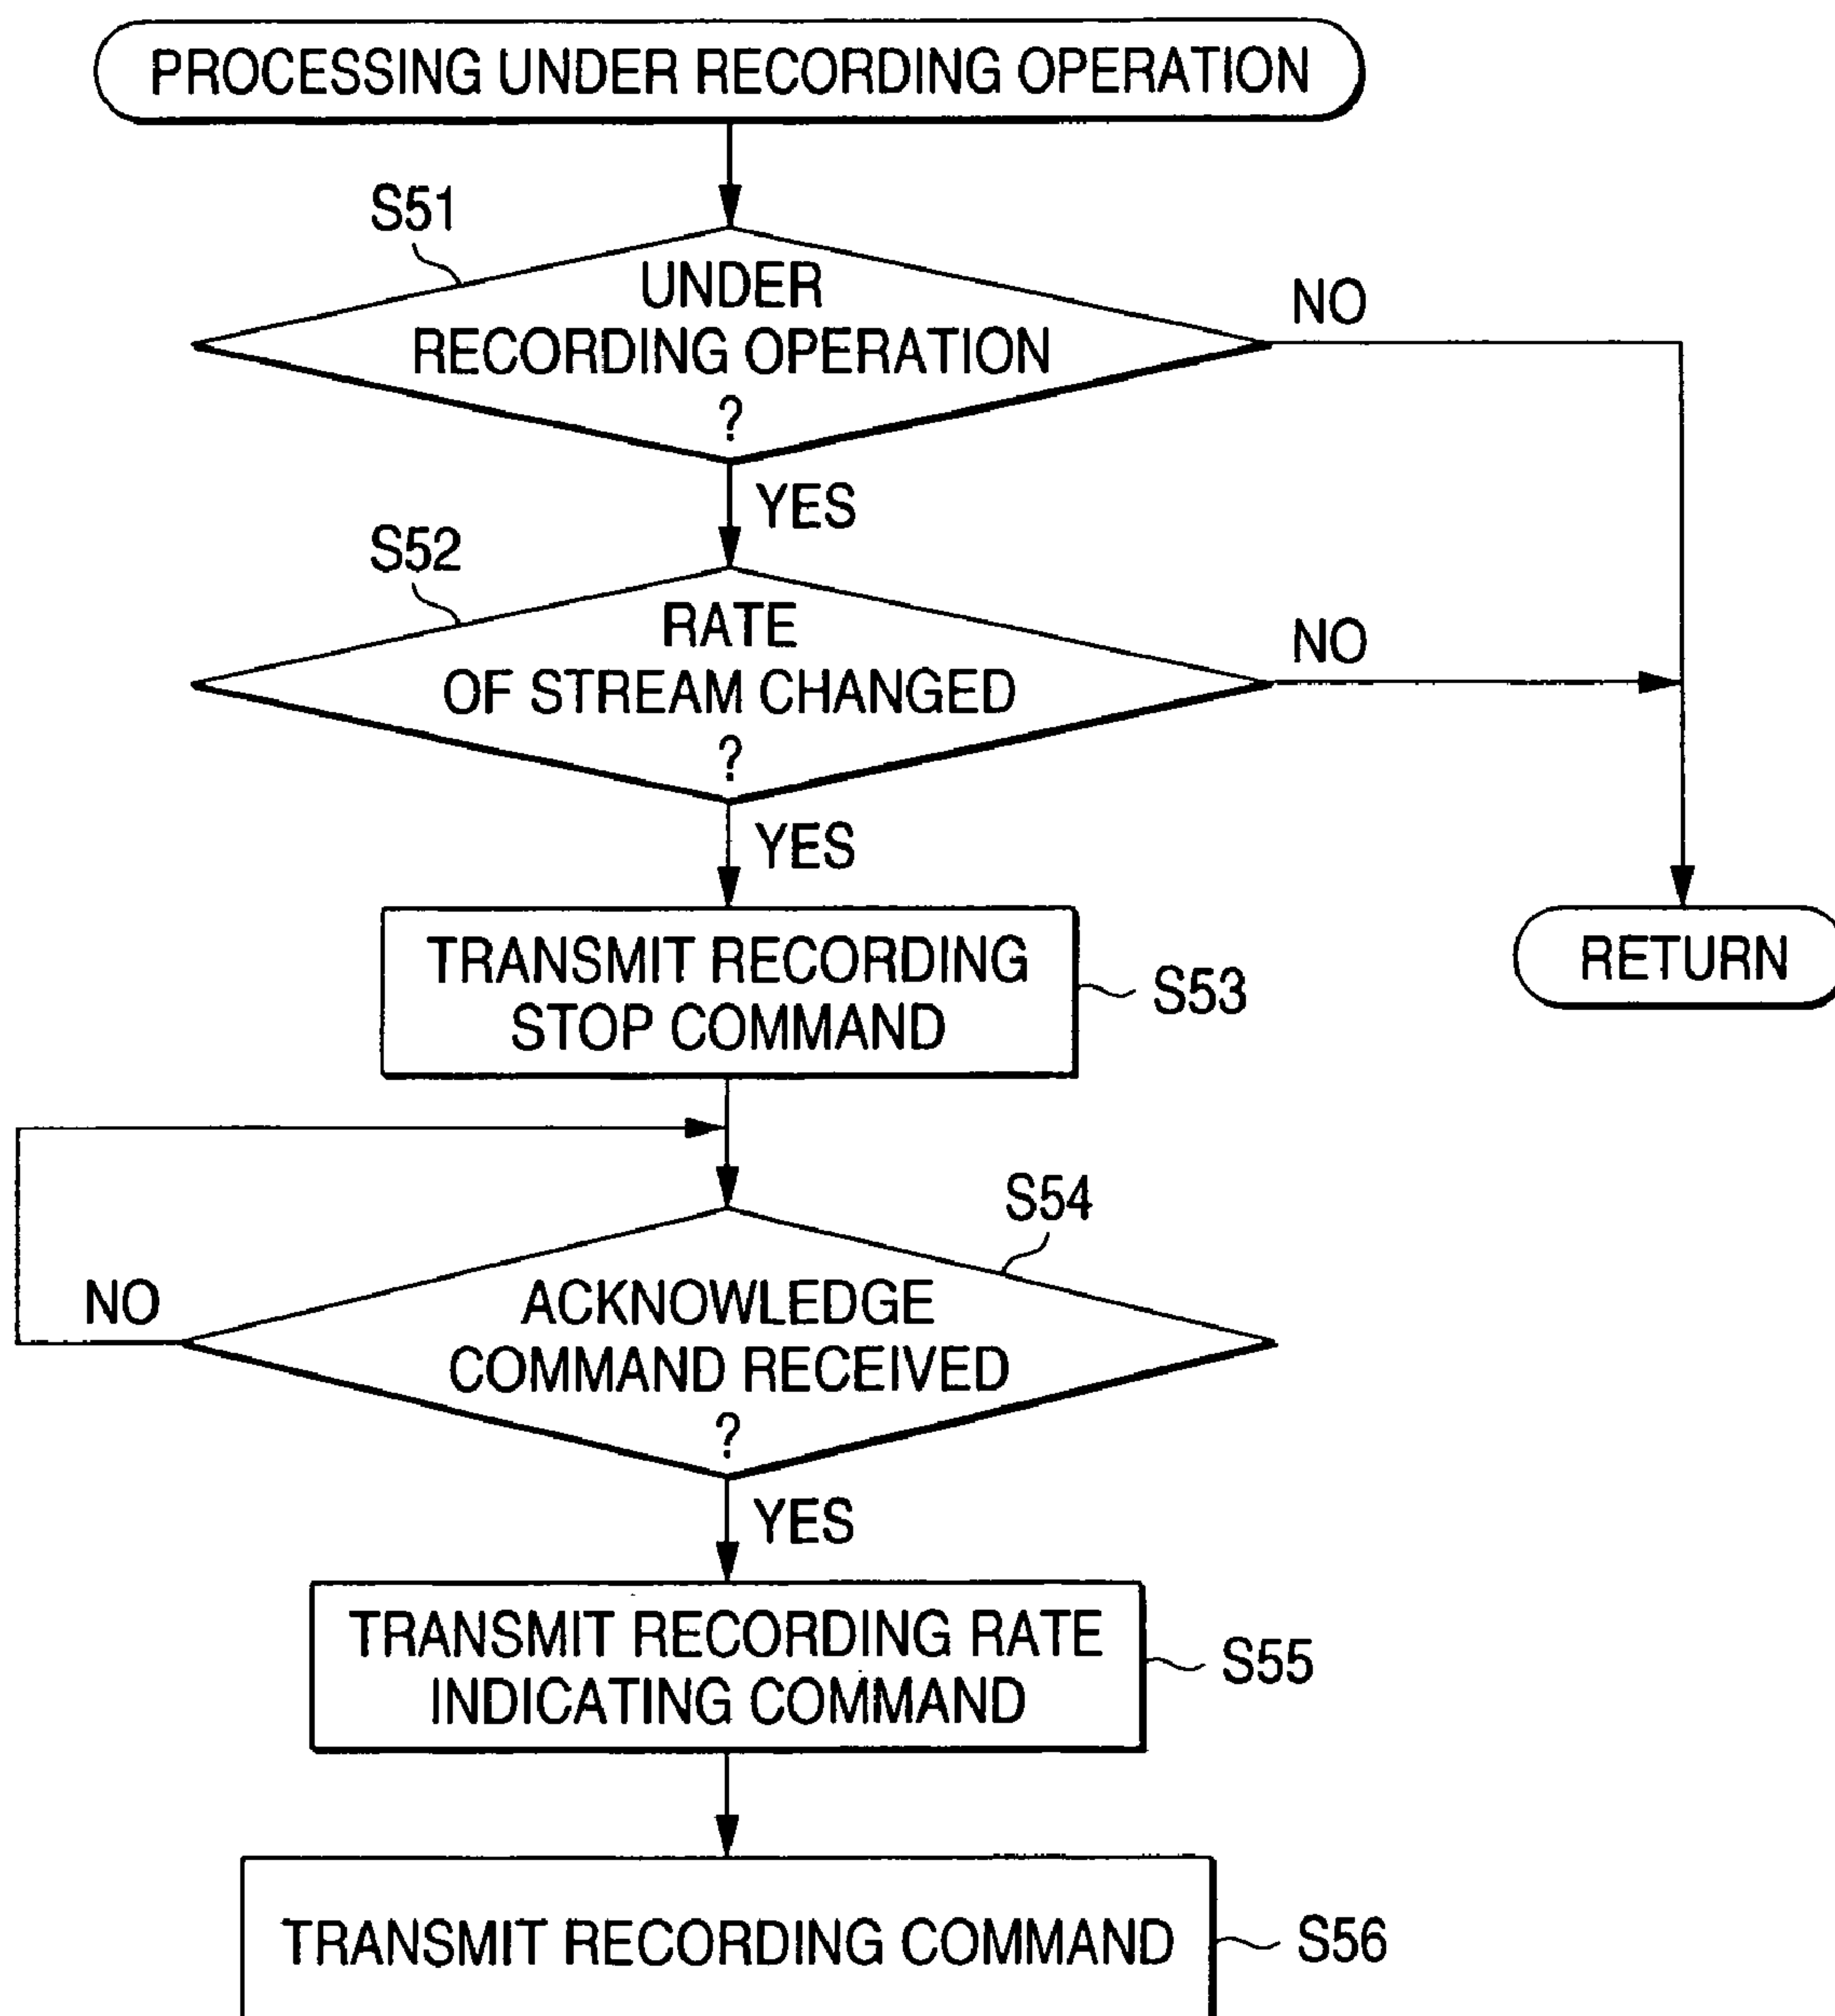 PROCESSING UNDER RECORDING OPERATION
S51
UNDER
RECORDING OPERATION
?
NO
YES
S52
RATE
OF STREAM CHANGED
?
NO
YES
TRANSMIT RECORDING
STOP COMMAND
S53
RETURN
S54
ACKNOWLEDGE
COMMAND RECEIVED
?
NO
YES
TRANSMIT RECORDING RATE
INDICATING COMMAND
S55
TRANSMIT RECORDING COMMAND
S56